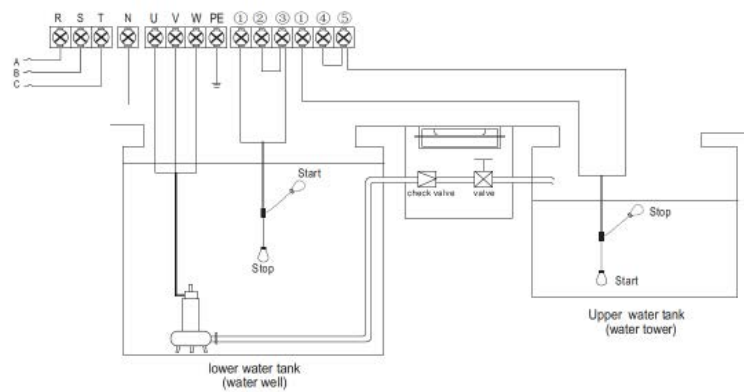 R S T N U V W PE ① ② ③ ① ④ ⑤
A
B
C
Start
Stop
check valve
valve
Stop
Start
Upper water tank
(water tower)
lower water tank
(water well)